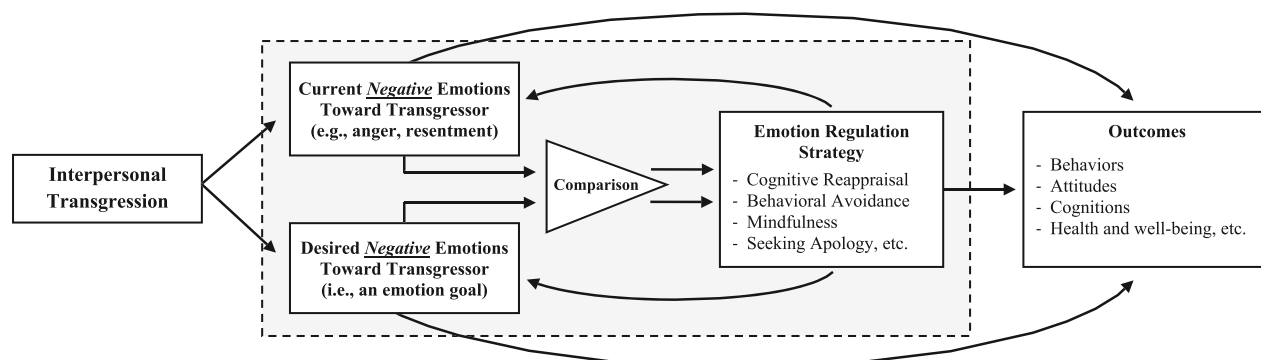 Interpersonal
Transgression
Current Negative Emotions
Toward Transgressor
(e.g., anger, resentment)
Desired Negative Emotions
Toward Transgressor
(i.e., an emotion goal)
Comparison
Emotion Regulation
Strategy
- Cognitive Reappraisal
- Behavioral Avoidance
- Mindfulness
- Seeking Apology, etc.
Outcomes
- Behaviors
- Attitudes
- Cognitions
- Health and well-being, etc.